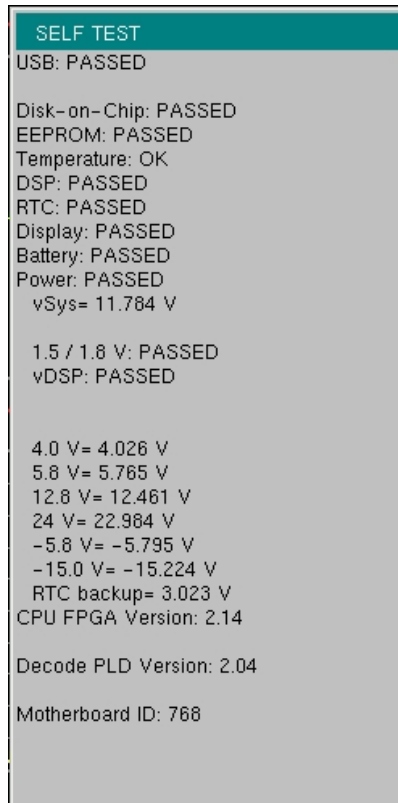 SELF TEST
USB: PASSED
Disk-on-Chip: PASSED
EEPROM: PASSED
Temperature: OK
DSP: PASSED
RTC: PASSED
Display: PASSED
Battery: PASSED
Power: PASSED
vSys= 11.784 V
1.5 / 1.8 V: PASSED
vDSP: PASSED
4.0 V= 4.026 V
5.8 V= 5.765 V
12.8 V= 12.461 V
24 V= 22.984 V
-5.8 V= -5.795 V
-15.0 V= -15.224 V
RTC backup= 3.023 V
CPU FPGA Version: 2.14
Decode PLD Version: 2.04
Motherboard ID: 768